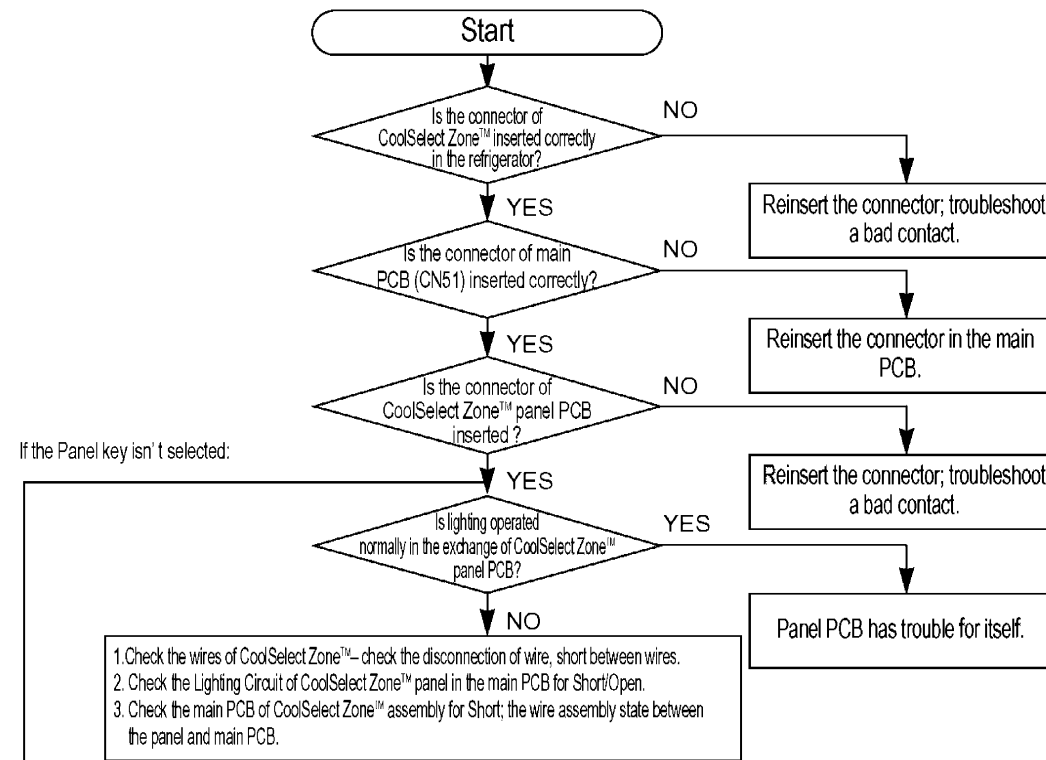 Start
Is the connector of
CoolSelect Zone™ inserted correctly
in the refrigerator?
NO
Reinsert the connector; troubleshoot
a bad contact.
YES
Is the connector of main
PCB (CN51) inserted correctly?
NO
Reinsert the connector in the main
PCB.
YES
Is the connector of
CoolSelect Zone™ panel PCB
inserted ?
NO
Reinsert the connector; troubleshoot
a bad contact.
If the Panel key isn' t selected:
YES
Is lighting operated
normally in the exchange of CoolSelect Zone™
panel PCB?
YES
Panel PCB has trouble for itself.
NO
1.Check the wires of CoolSelect Zone™– check the disconnection of wire, short between wires.
2. Check the Lighting Circuit of CoolSelect Zone™ panel in the main PCB for Short/Open.
3. Check the main PCB of CoolSelect Zone™ assembly for Short; the wire assembly state between
the panel and main PCB.